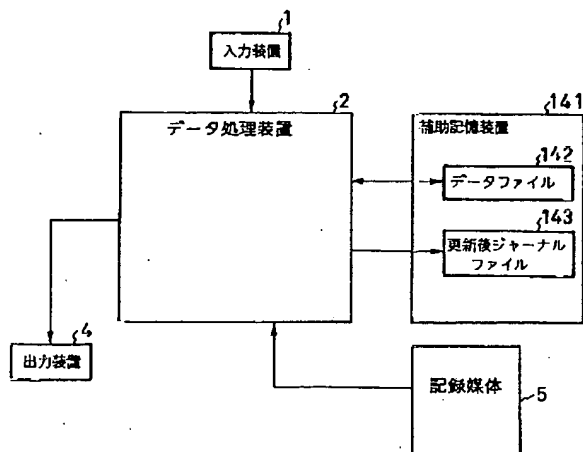 1
入力装置
2
データ処理装置
141
補助記憶装置
142
データファイル
143
更新後ジャーナル
ファイル
4
出力装置
記録媒体
5